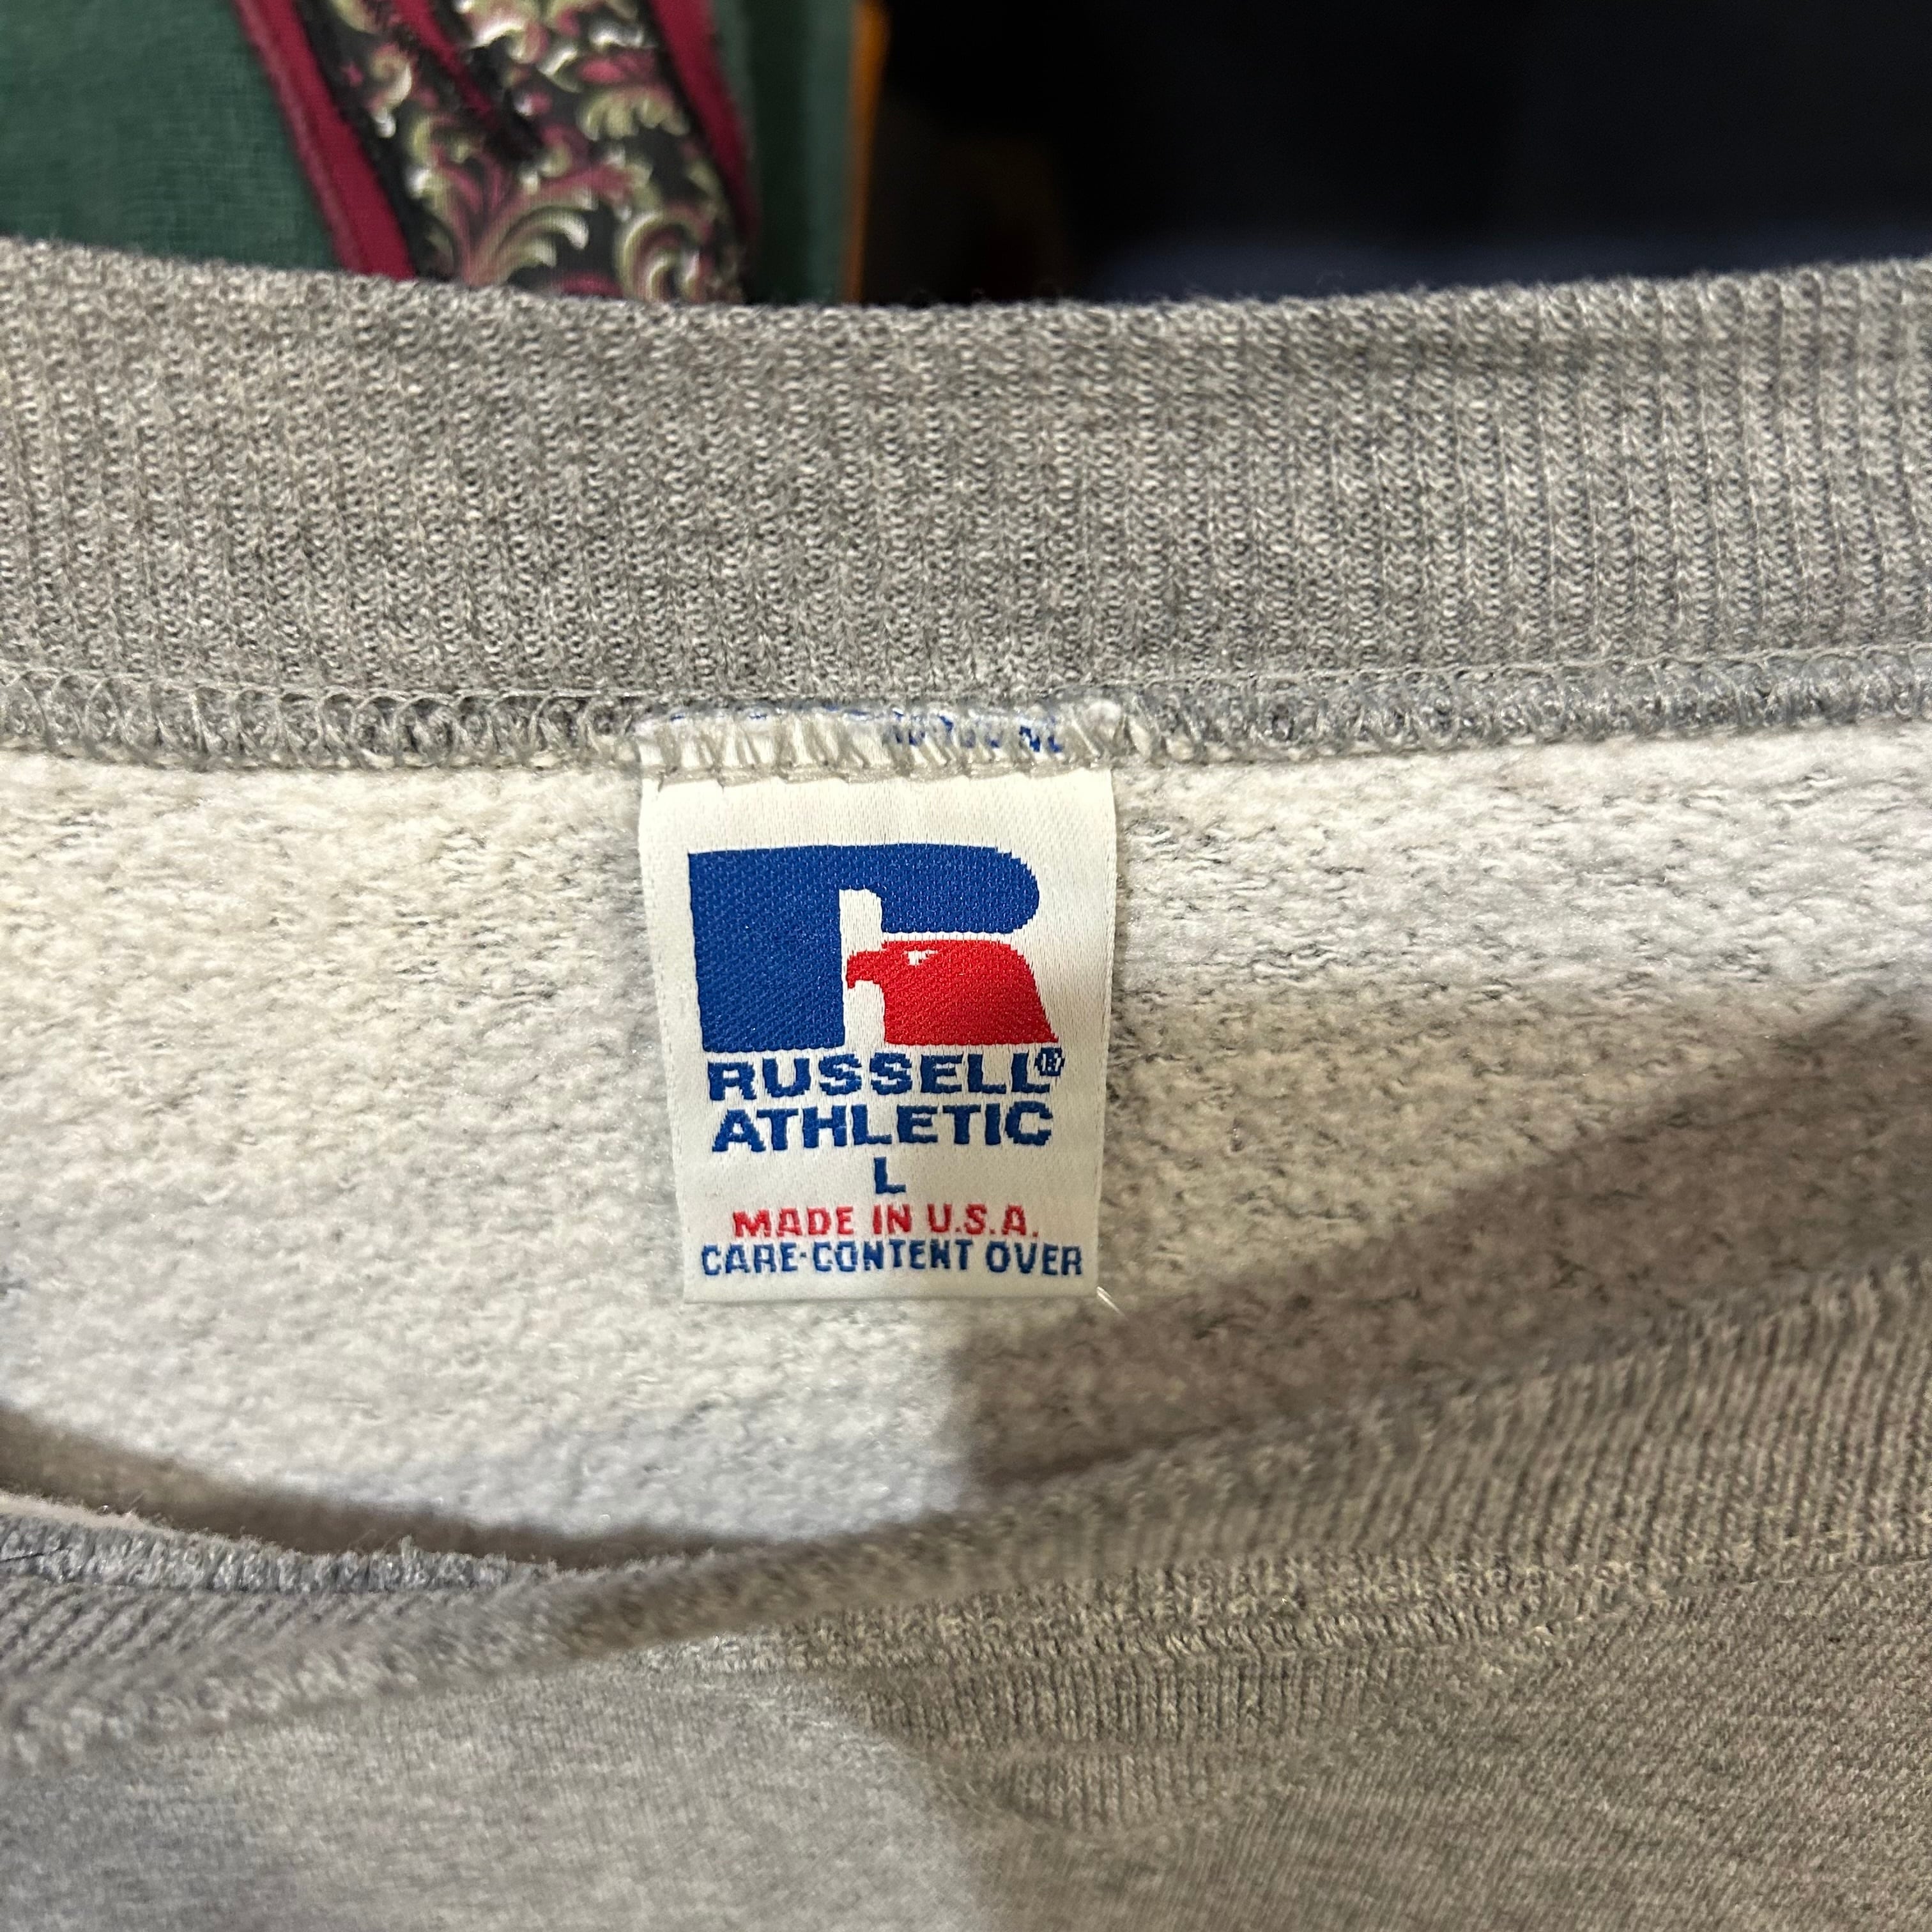 RUSSELL®
ATHLETIC
L
MADE IN U.S.A.
CARE-CONTENT OVER